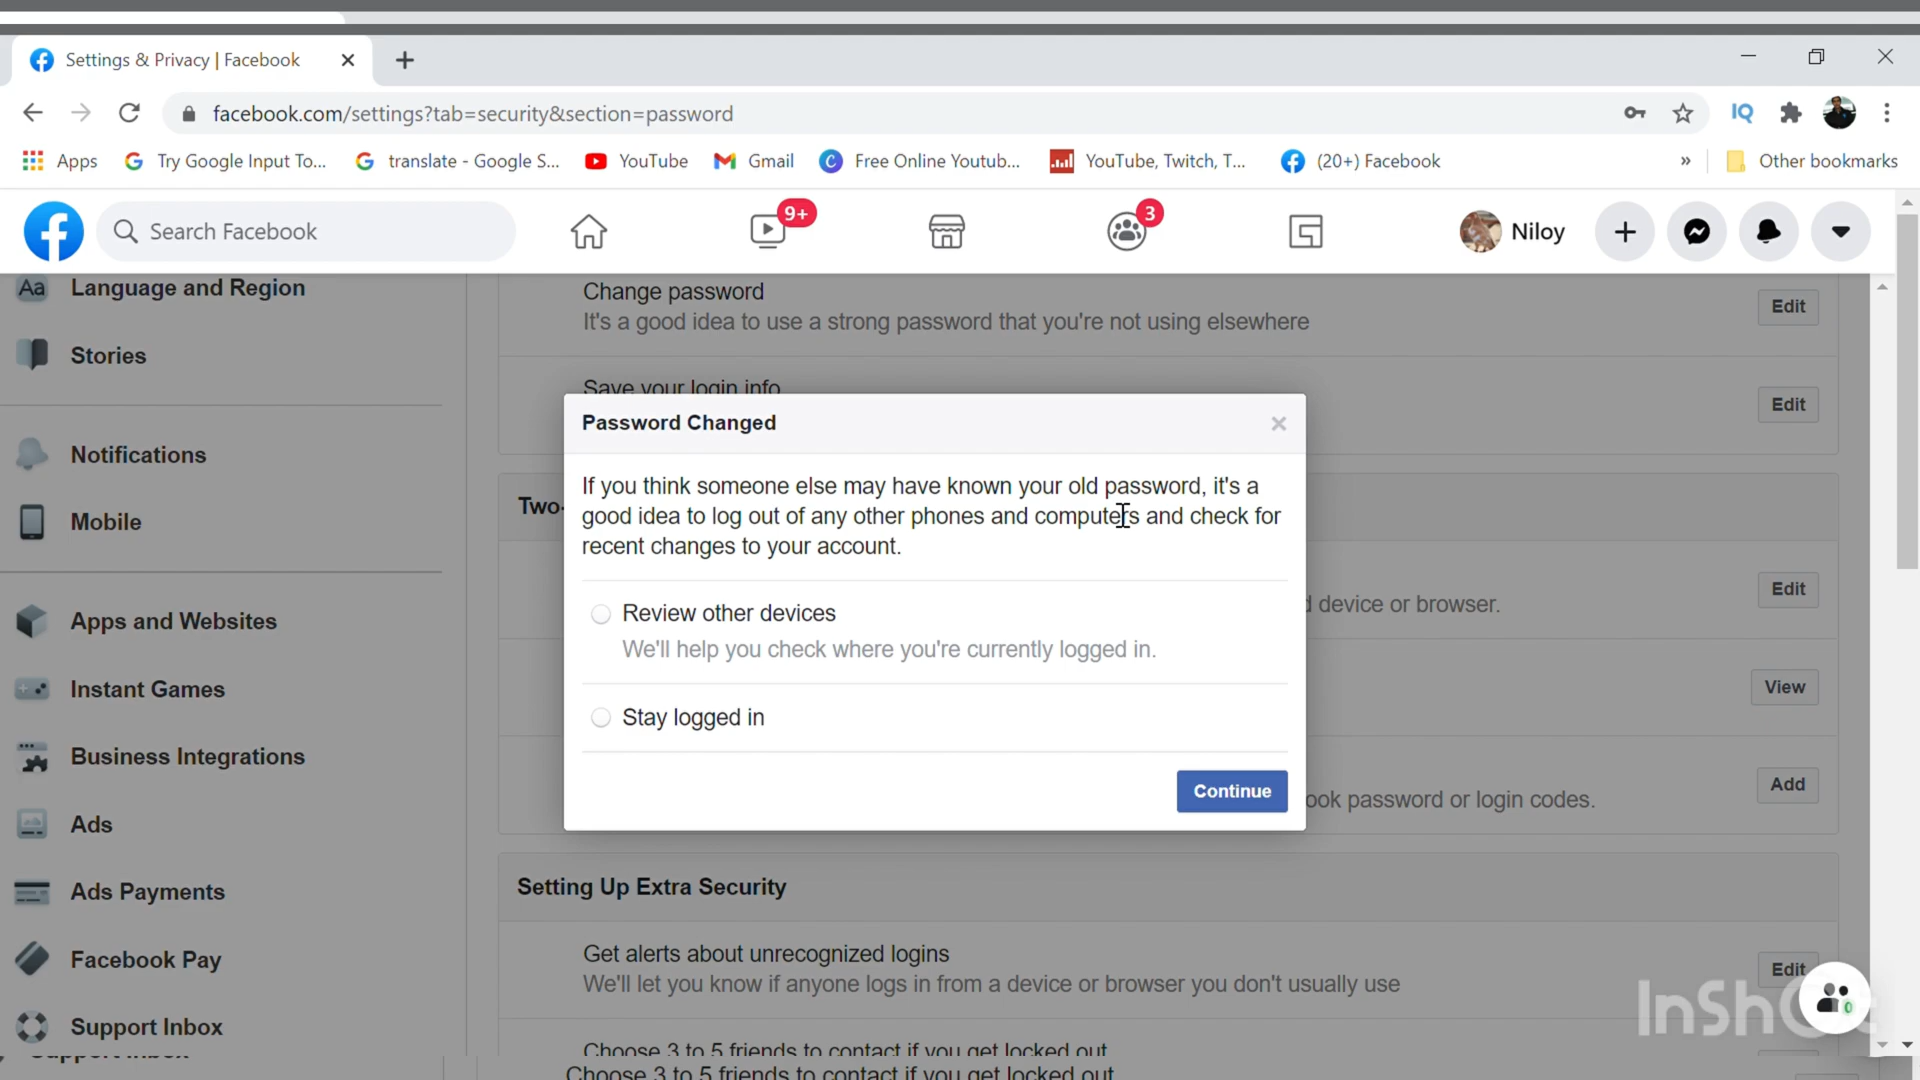 Settings & Privacy | Facebook
facebook.com/settings?tab=security&section=password
IQ
Apps
Try Google Input To...
translate - Google S...
YouTube
Gmail
Free Online Youtub...
YouTube, Twitch, T...
(20+) Facebook
»
Other bookmarks
Search Facebook
9+
3
Niloy
Aa Language and Region
Stories
Notifications
Mobile
Apps and Websites
Instant Games
Business Integrations
Ads
Ads Payments
Facebook Pay
Support Inbox
Change password
It's a good idea to use a strong password that you're not using elsewhere
Edit
Save your login info
Edit
Two-
Password Changed
If you think someone else may have known your old password, it's a
good idea to log out of any other phones and computers and check for
recent changes to your account.
Review other devices
We'll help you check where you're currently logged in.
Stay logged in
Continue
device or browser.
Edit
View
ook password or login codes.
Add
Setting Up Extra Security
Get alerts about unrecognized logins
We'll let you know if anyone logs in from a device or browser you don't usually use
Edit
Choose 3 to 5 friends to contact if you get locked out
Choose 3 to 5 friends to contact if you get locked out
InShOt
0